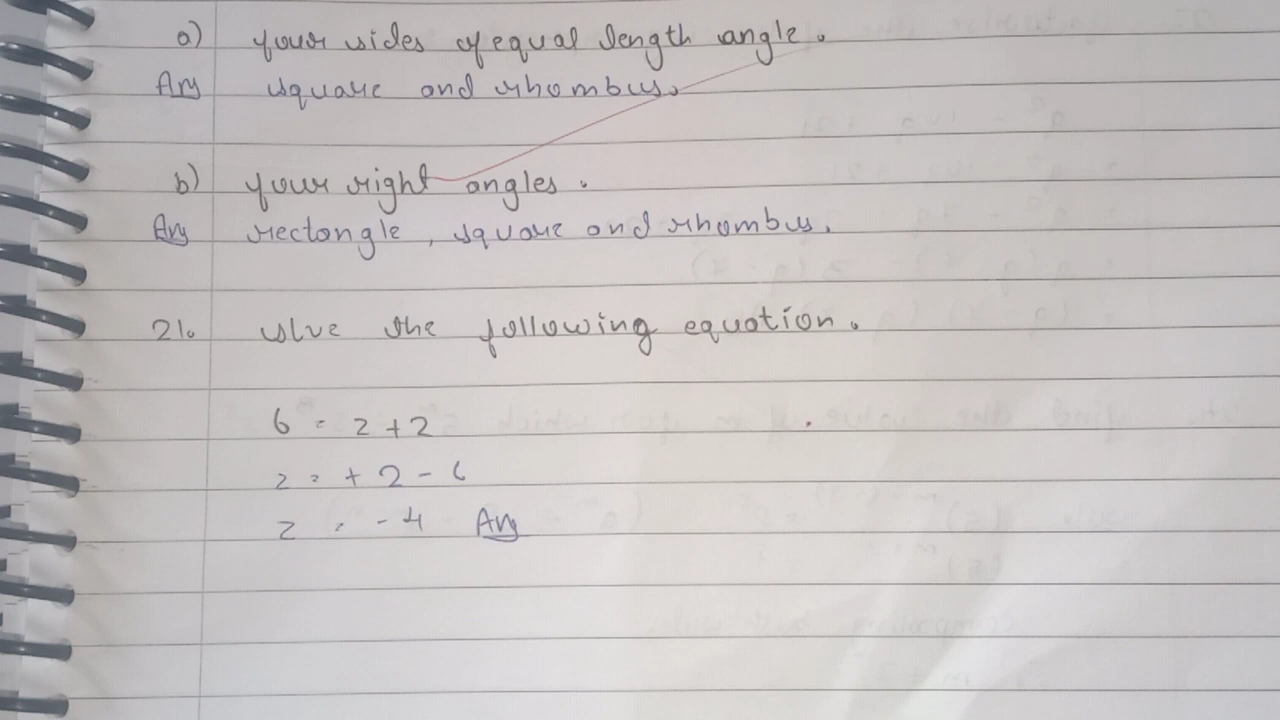 a) four sides of equal length angle.
Ans square and rhombus.
b) four right angles.
Ans rectangle, square and rhombus.
21. slve the following equation.
6 = z + 2
z = + 2 - 6
z = - 4 Ans